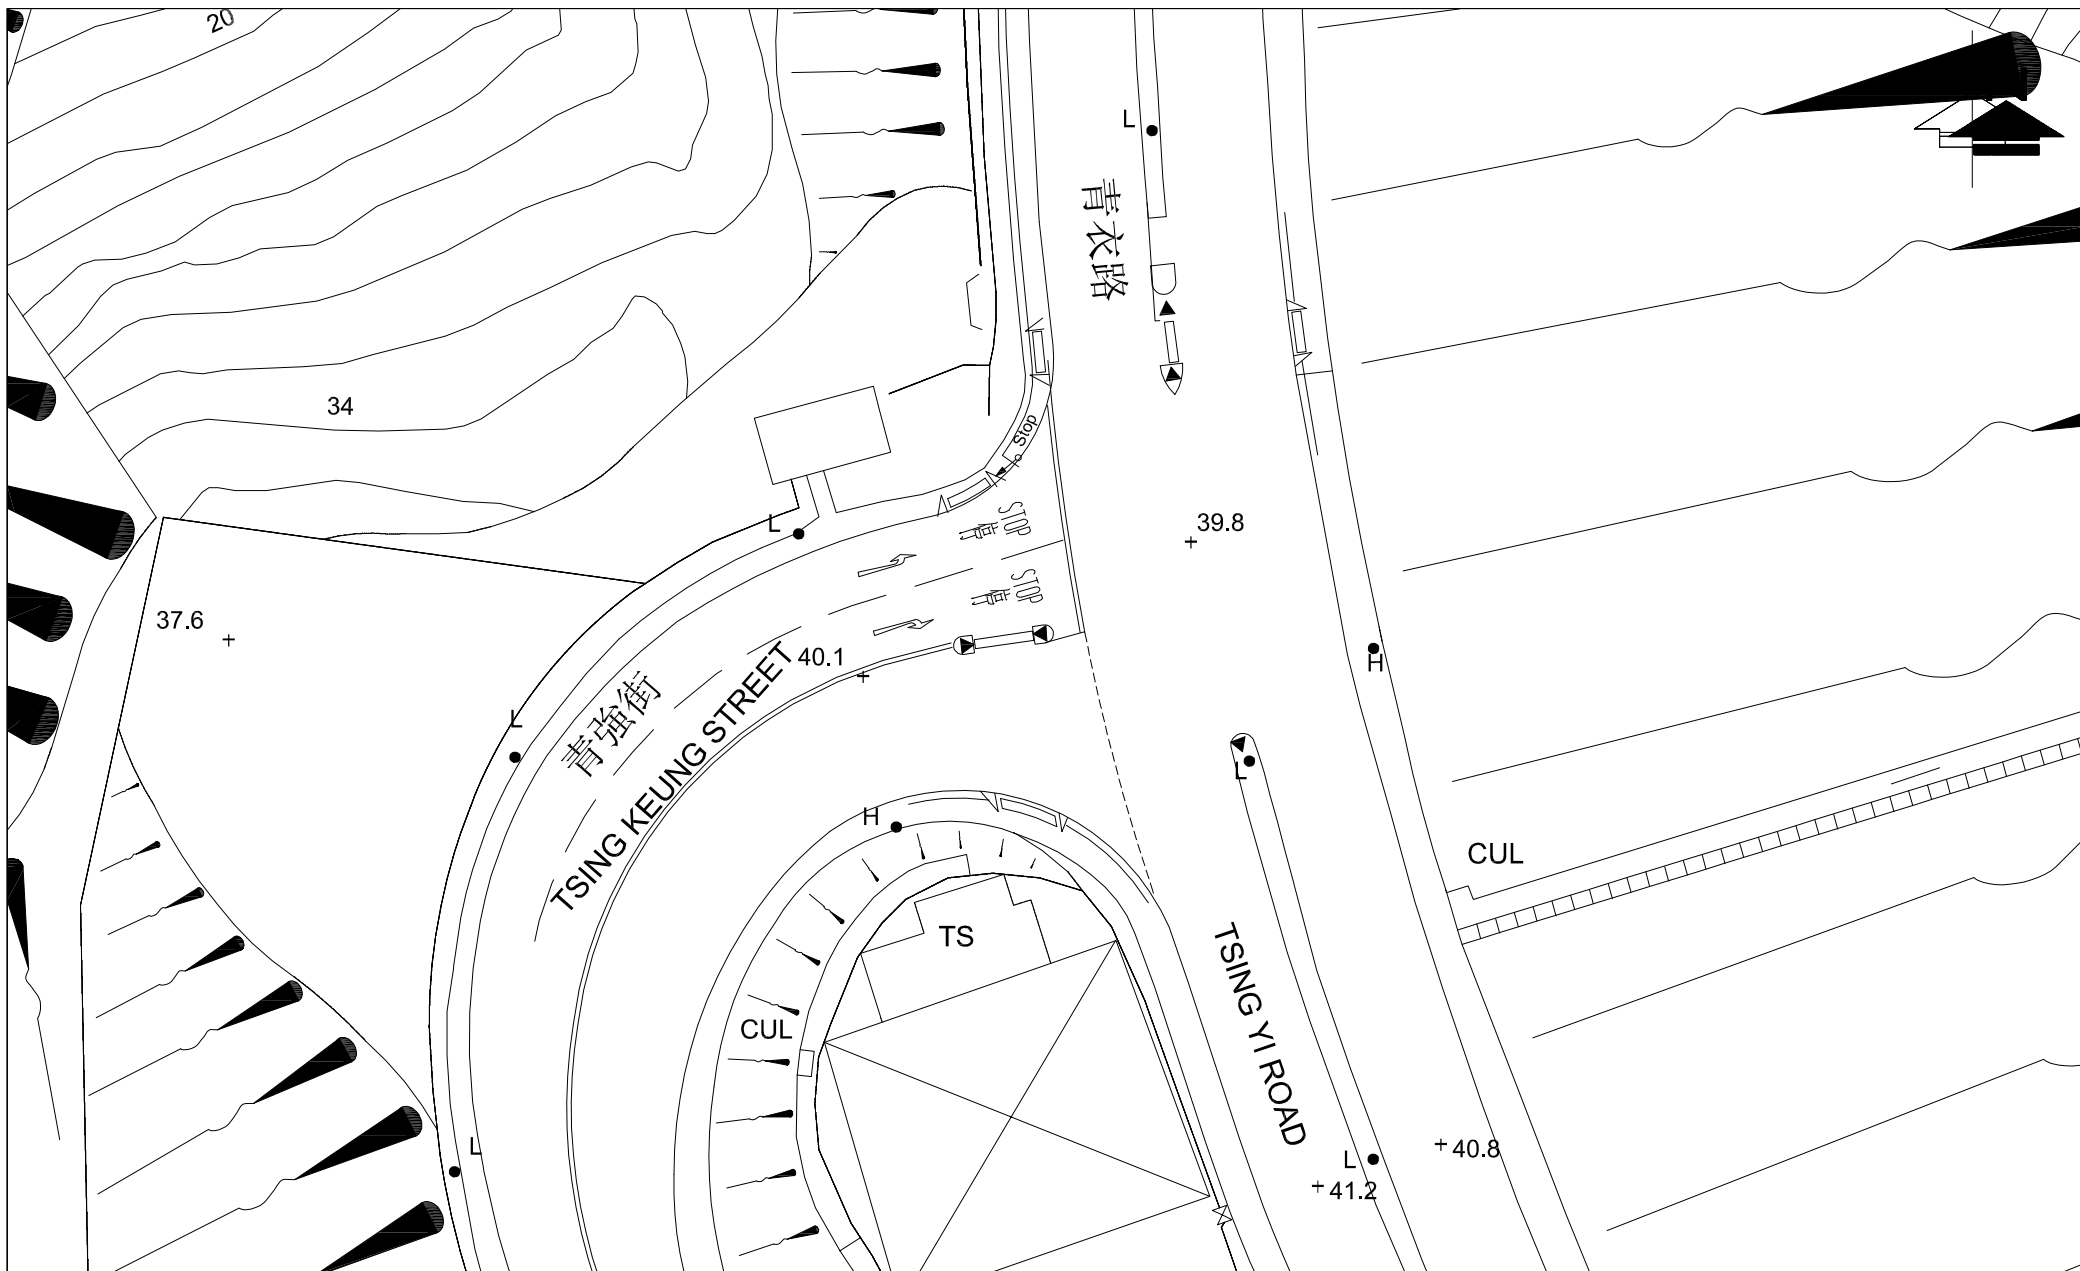 20
L
青衣路
34
Stop
L
STOP
停
39.8
STOP
停
37.6
40.1
H
L
青強街
TSING KEUNG STREET
L
H
CUL
TS
TSING YI ROAD
CUL
L
40.8
L
41.2